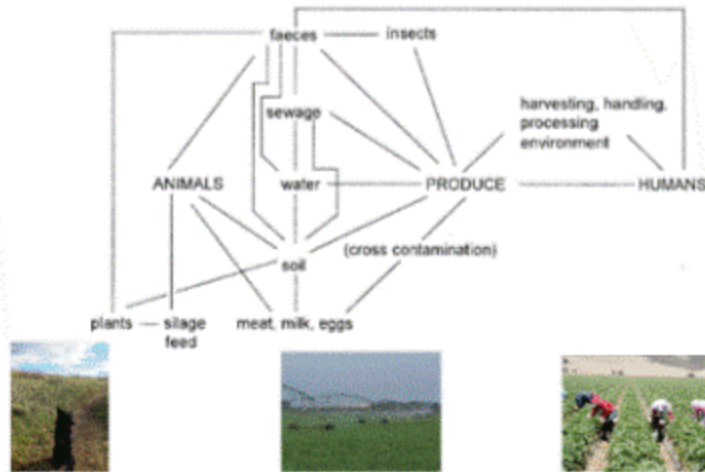 faeces insects
sewage
harvesting, handling,
processing
environment
ANIMALS water PRODUCE HUMANS
(cross contamination)
soil
plants silage meat, milk, eggs
feed